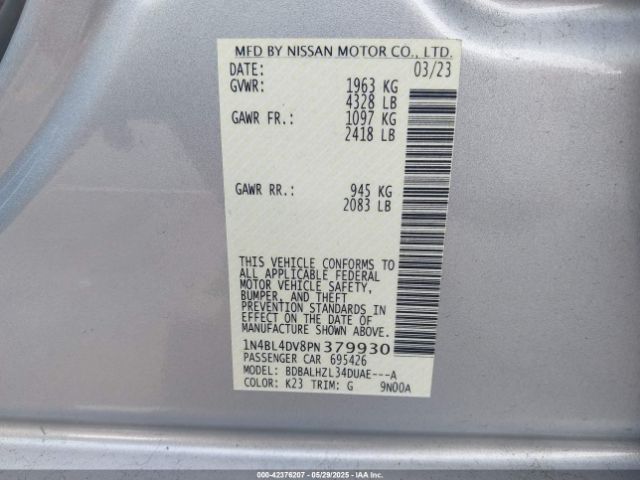 MFD BY NISSAN MOTOR CO., LTD.
DATE: 03/23
GVWR: 1963 KG
4328 LB
GAWR FR.: 1097 KG
2418 LB
GAWR RR.: 945 KG
2083 LB
THIS VEHICLE CONFORMS TO
ALL APPLICABLE FEDERAL
MOTOR VEHICLE SAFETY,
BUMPER, AND THEFT
PREVENTION STANDARDS IN
EFFECT ON THE DATE OF
MANUFACTURE SHOWN ABOVE.
1N4BL4DV8PN379930
PASSENGER CAR 695426
MODEL: BDBALHZL34DUAE---A
COLOR: K23 TRIM: G 9N00A
000-42376207 - 05/29/2025 - IAAI INC.